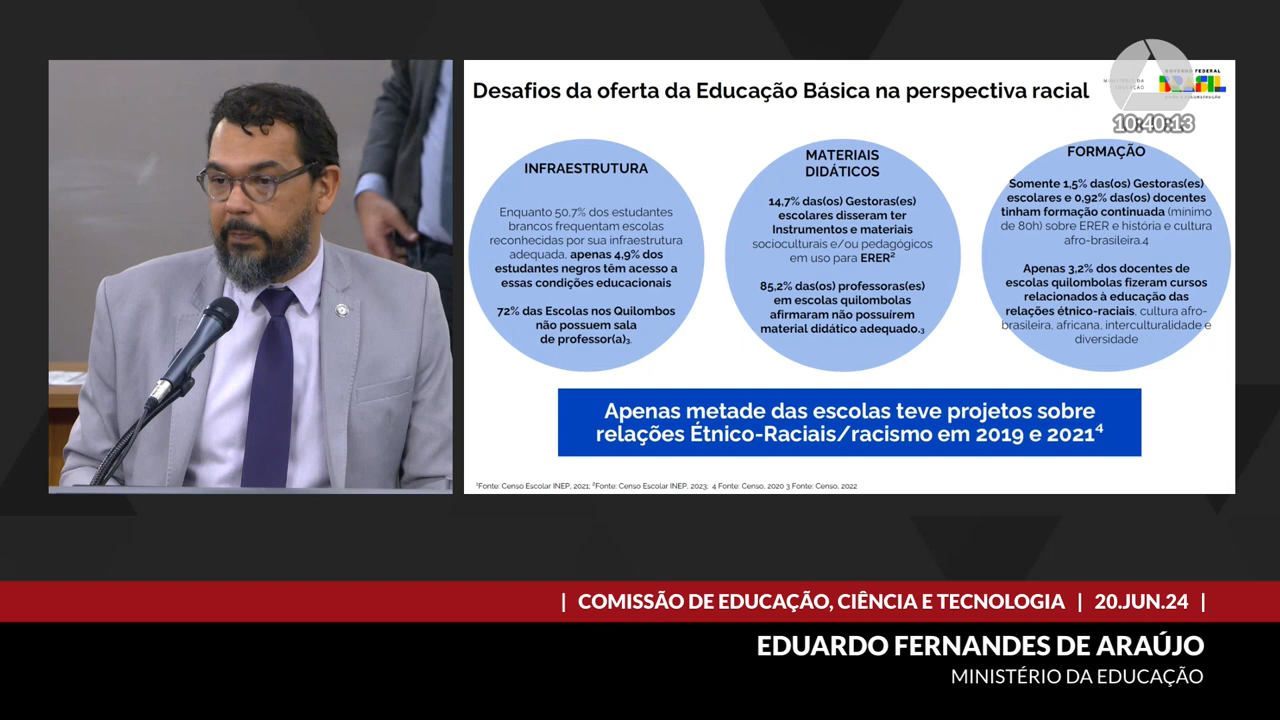 Desafios da oferta da Educação Básica na perspectiva racial
GOVERNO FEDERAL
BRASIL
10:40:13
INFRAESTRUTURA
Enquanto 50,7% dos estudantes
brancos frequentam escolas
reconhecidas por sua infraestrutura
adequada, apenas 4,9% dos
estudantes negros têm acesso a
essas condições educacionais
72% das Escolas nos Quilombos
não possuem sala
de professor(a)₃.
MATERIAIS
DIDÁTICOS
14,7% das(os) Gestoras(es)
escolares disseram ter
Instrumentos e materiais
socioculturais e/ou pedagógicos
em uso para ERER²
85,2% das(os) professoras(es)
em escolas quilombolas
afirmaram não possuírem
material didático adequado.₃
FORMAÇÃO
Somente 1,5% das(os) Gestoras(es)
escolares e 0,92% das(os) docentes
tinham formação continuada (mínimo
de 80h) sobre ERER e história e cultura
afro-brasileira.4
Apenas 3,2% dos docentes de
escolas quilombolas fizeram cursos
relacionados à educação das
relações étnico-raciais, cultura afro-
brasileira, africana, interculturalidade e
diversidade
Apenas metade das escolas teve projetos sobre
relações Étnico-Raciais/racismo em 2019 e 2021⁴
¹Fonte: Censo Escolar INEP, 2021; ²Fonte: Censo Escolar INEP, 2023; 4 Fonte: Censo, 2020 3 Fonte: Censo, 2022
| COMISSÃO DE EDUCAÇÃO, CIÊNCIA E TECNOLOGIA | 20.JUN.24 |
EDUARDO FERNANDES DE ARAÚJO
MINISTÉRIO DA EDUCAÇÃO